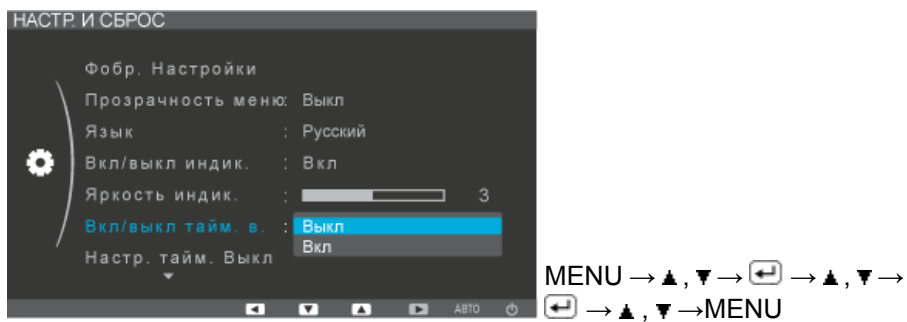 НАСТР. И СБРОС
Фобр. Настройки
Прозрачность меню: Выкл
Язык : Русский
Вкл/выкл индик. : Вкл
Яркость индик. : 3
Вкл/выкл тайм. в. : Выкл
Вкл
Настр. тайм. Выкл
АВТО
MENU → ▲ , ▼ → ⏎ → ▲ , ▼ →
⏎ → ▲ , ▼ →MENU